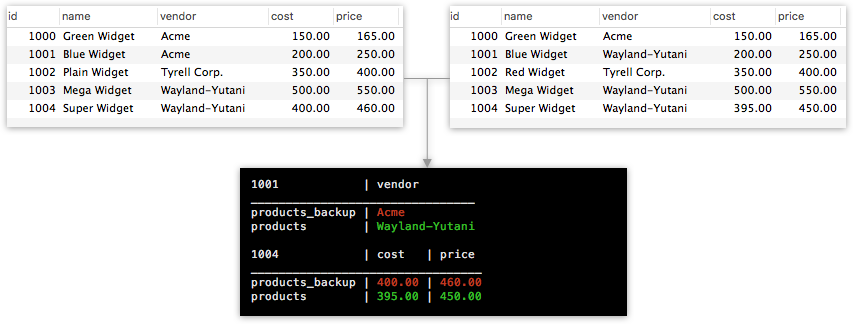 id name vendor cost price
1000 Green Widget Acme 150.00 165.00
1001 Blue Widget Acme 200.00 250.00
1002 Plain Widget Tyrell Corp. 350.00 400.00
1003 Mega Widget Wayland-Yutani 500.00 550.00
1004 Super Widget Wayland-Yutani 400.00 460.00
id name vendor cost price
1000 Green Widget Acme 150.00 165.00
1001 Blue Widget Wayland-Yutani 200.00 250.00
1002 Red Widget Tyrell Corp. 350.00 400.00
1003 Mega Widget Wayland-Yutani 500.00 550.00
1004 Super Widget Wayland-Yutani 395.00 450.00
1001 | vendor
products_backup | Acme
products | Wayland-Yutani
1004 | cost | price
products_backup | 400.00 | 460.00
products | 395.00 | 450.00